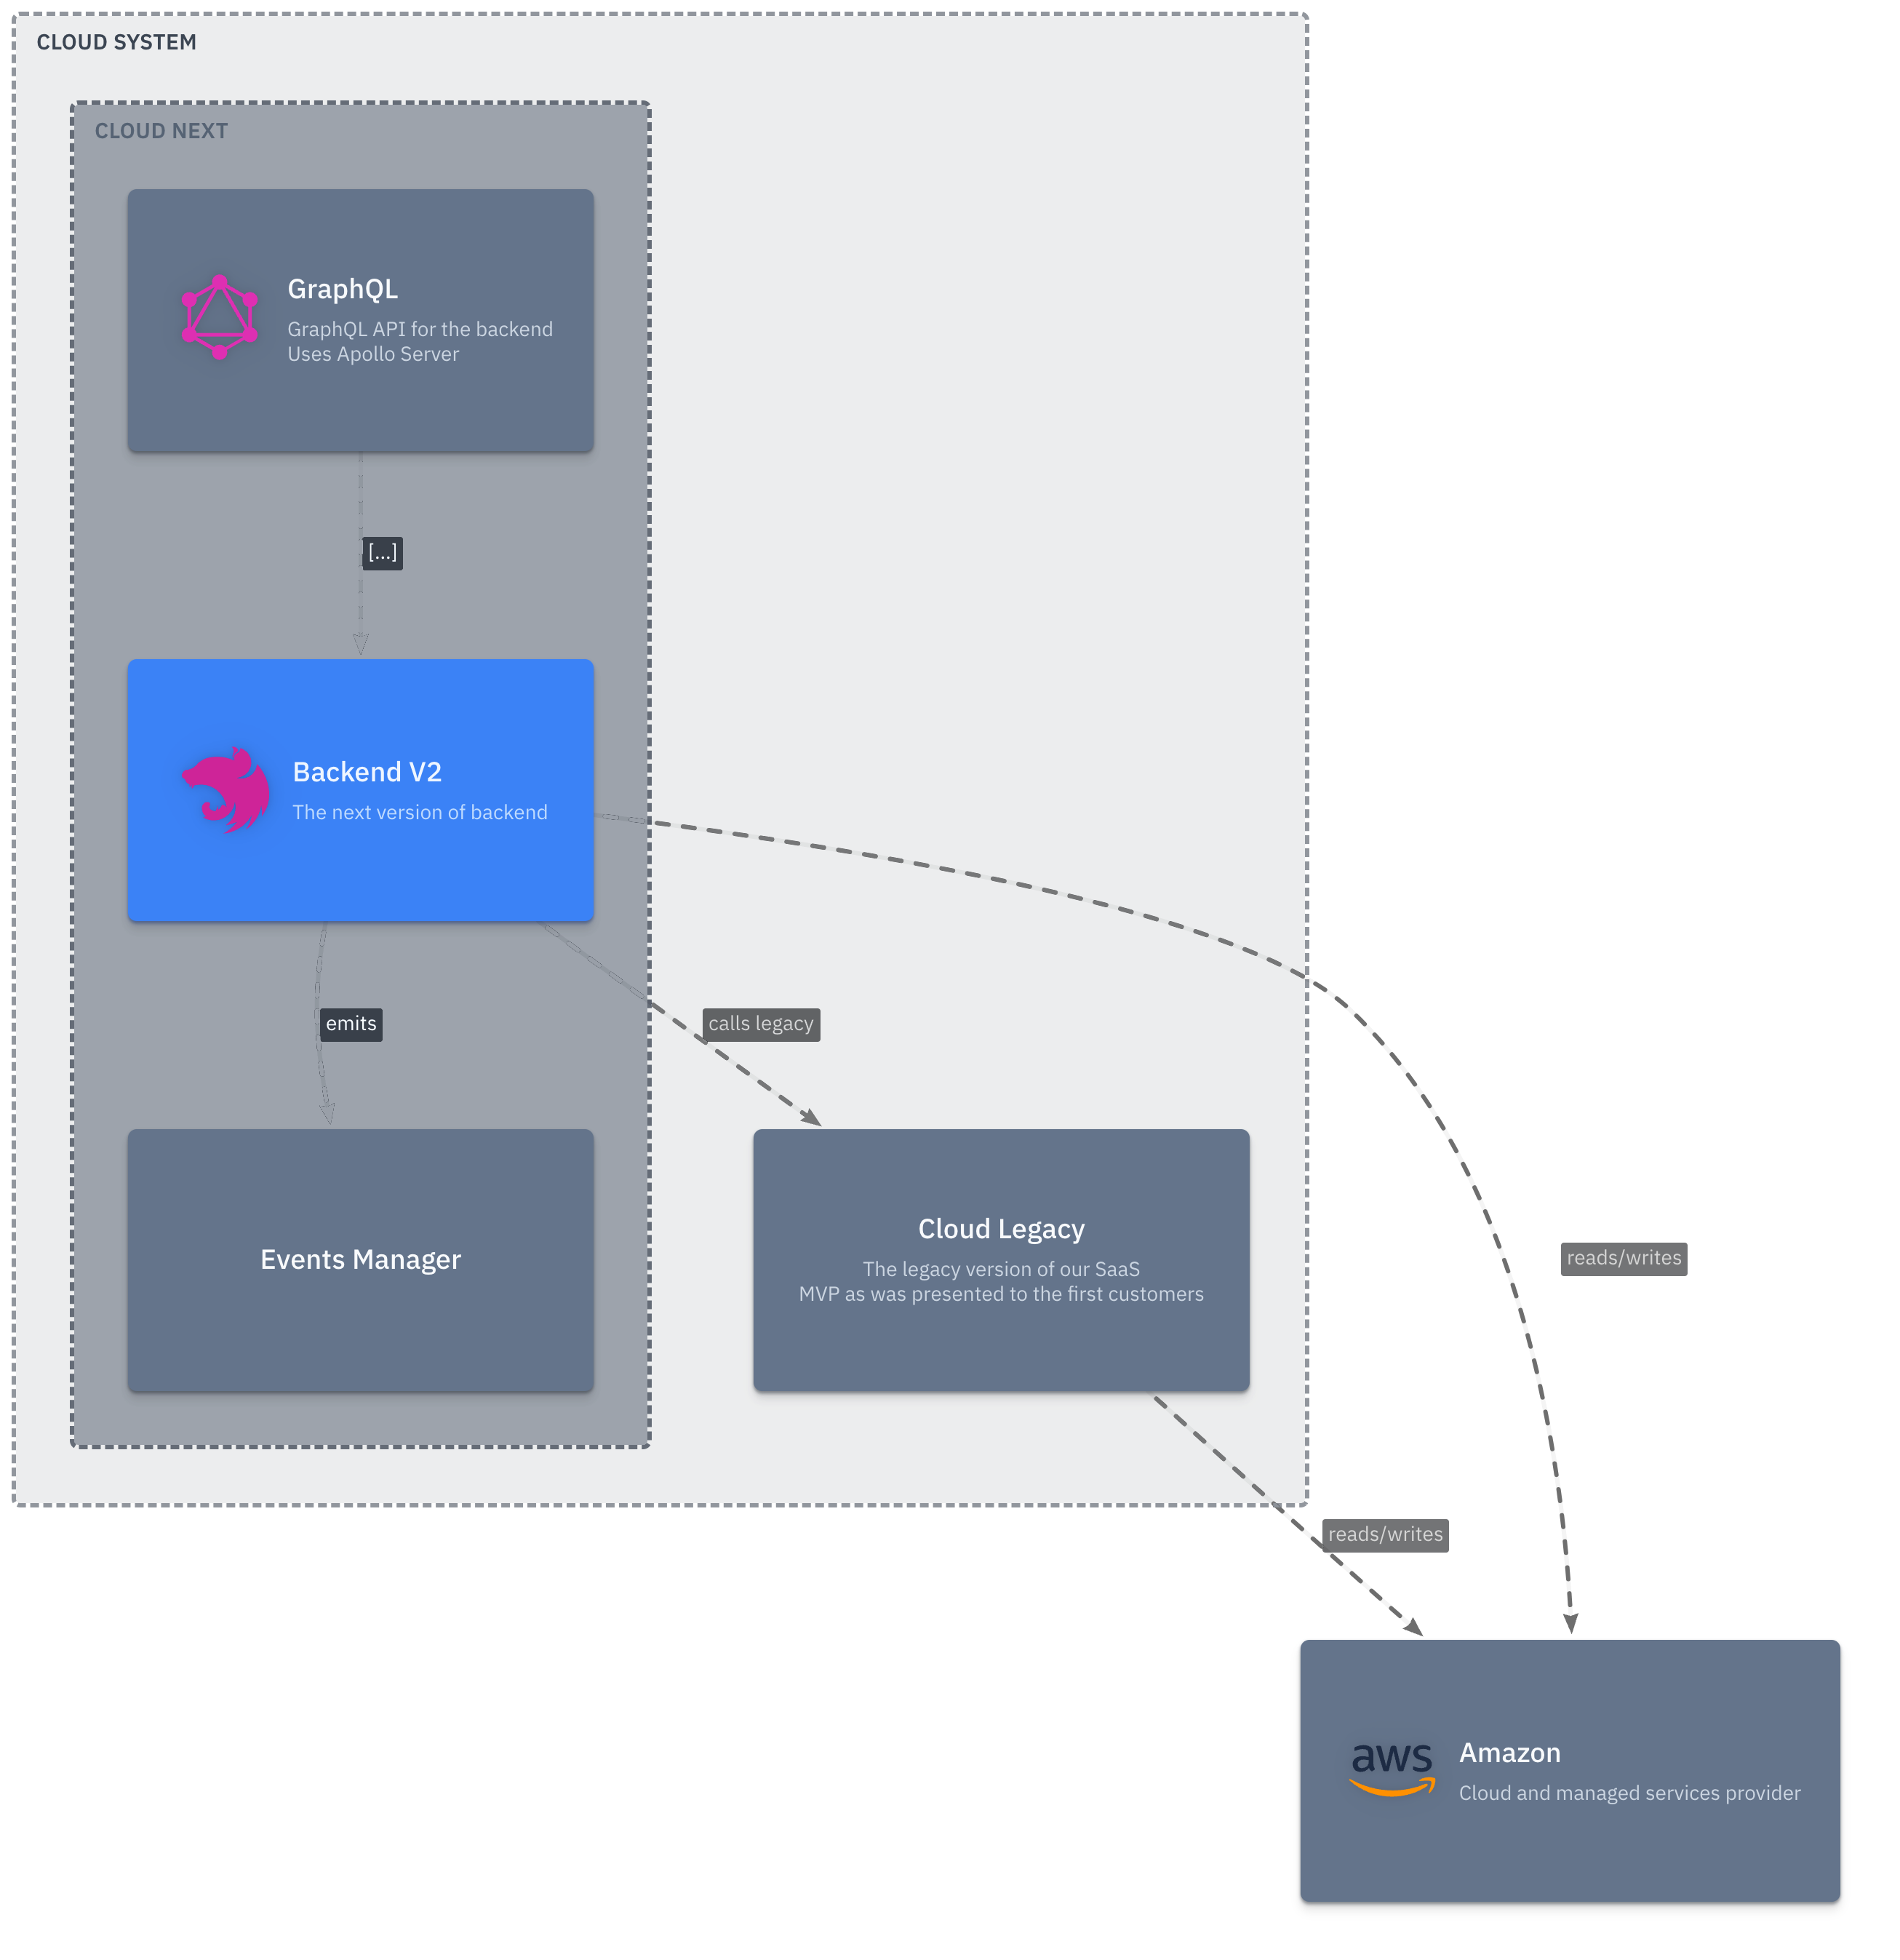 CLOUD SYSTEM
CLOUD NEXT
GraphQL
GraphQL API for the backend
Uses Apollo Server
[...]
Backend V2
The next version of backend
emits
calls legacy
Events Manager
Cloud Legacy
The legacy version of our SaaS
MVP as was presented to the first customers
reads/writes
reads/writes
aws
Amazon
Cloud and managed services provider